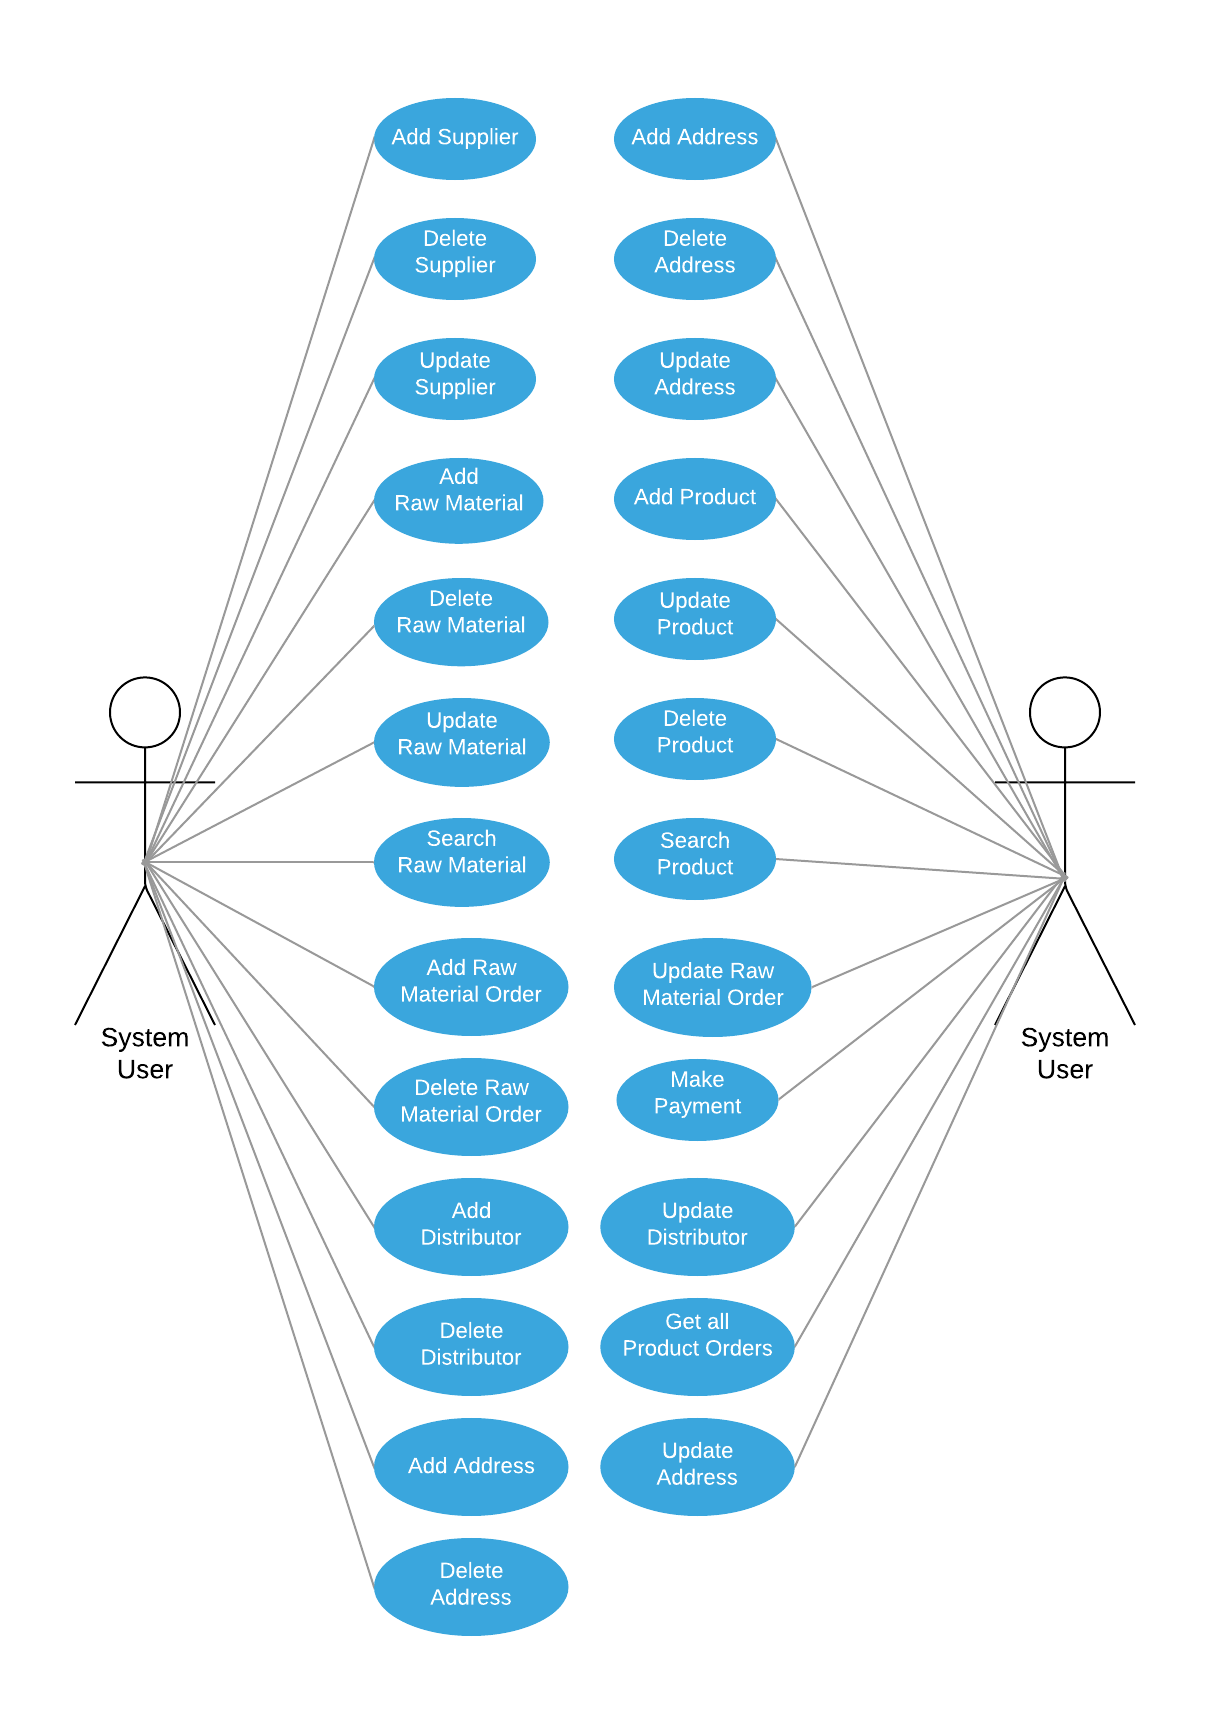 Add Supplier
Delete
Supplier
Update
Supplier
Add
Raw Material
Delete
Raw Material
Update
Raw Material
Search
Raw Material
Add Raw
Material Order
Delete Raw
Material Order
Add
Distributor
Delete
Distributor
Add Address
Delete
Address
Add Address
Delete
Address
Update
Address
Add Product
Update
Product
Delete
Product
Search
Product
Update Raw
Material Order
Make
Payment
Update
Distributor
Get all
Product Orders
Update
Address
System
User
System
User